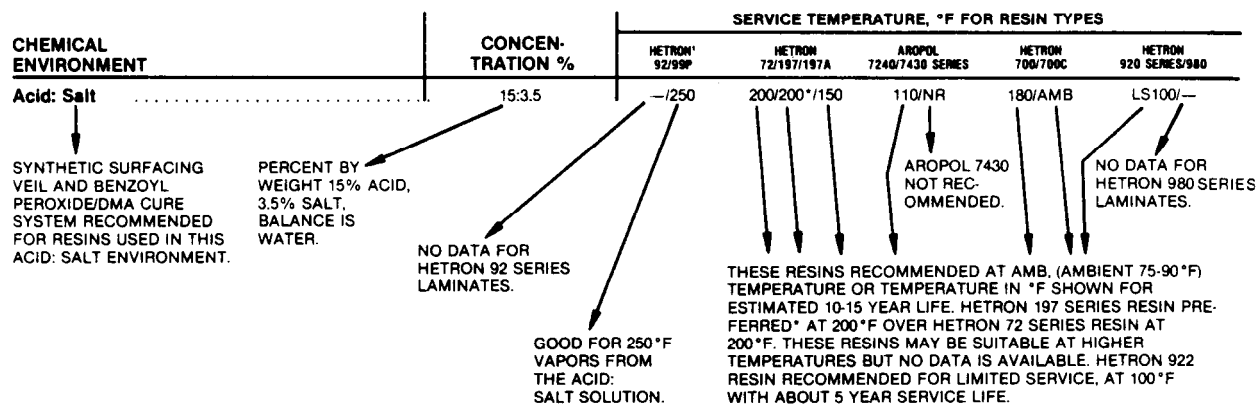 SERVICE TEMPERATURE, °F FOR RESIN TYPES
CHEMICAL
ENVIRONMENT
CONCEN-
TRATION %
HETRON'
92/99P
HETRON
72/197/197A
AROPOL
7240/7430 SERIES
HETRON
700/700C
HETRON
920 SERIES/980
Acid: Salt ........................ 15:3.5 —/250 200/200*/150 110/NR 180/AMB LS100/—
SYNTHETIC SURFACING
VEIL AND BENZOYL
PEROXIDE/DMA CURE
SYSTEM RECOMMENDED
FOR RESINS USED IN THIS
ACID: SALT ENVIRONMENT.
PERCENT BY
WEIGHT 15% ACID,
3.5% SALT,
BALANCE IS
WATER.
NO DATA FOR
HETRON 92 SERIES
LAMINATES.
GOOD FOR 250°F
VAPORS FROM
THE ACID:
SALT SOLUTION.
AROPOL 7430
NOT REC-
OMMENDED.
NO DATA FOR
HETRON 980 SERIES
LAMINATES.
THESE RESINS RECOMMENDED AT AMB, (AMBIENT 75-90°F)
TEMPERATURE OR TEMPERATURE IN °F SHOWN FOR
ESTIMATED 10-15 YEAR LIFE. HETRON 197 SERIES RESIN PRE-
FERRED* AT 200°F OVER HETRON 72 SERIES RESIN AT
200°F. THESE RESINS MAY BE SUITABLE AT HIGHER
TEMPERATURES BUT NO DATA IS AVAILABLE. HETRON 922
RESIN RECOMMENDED FOR LIMITED SERVICE, AT 100°F
WITH ABOUT 5 YEAR SERVICE LIFE.